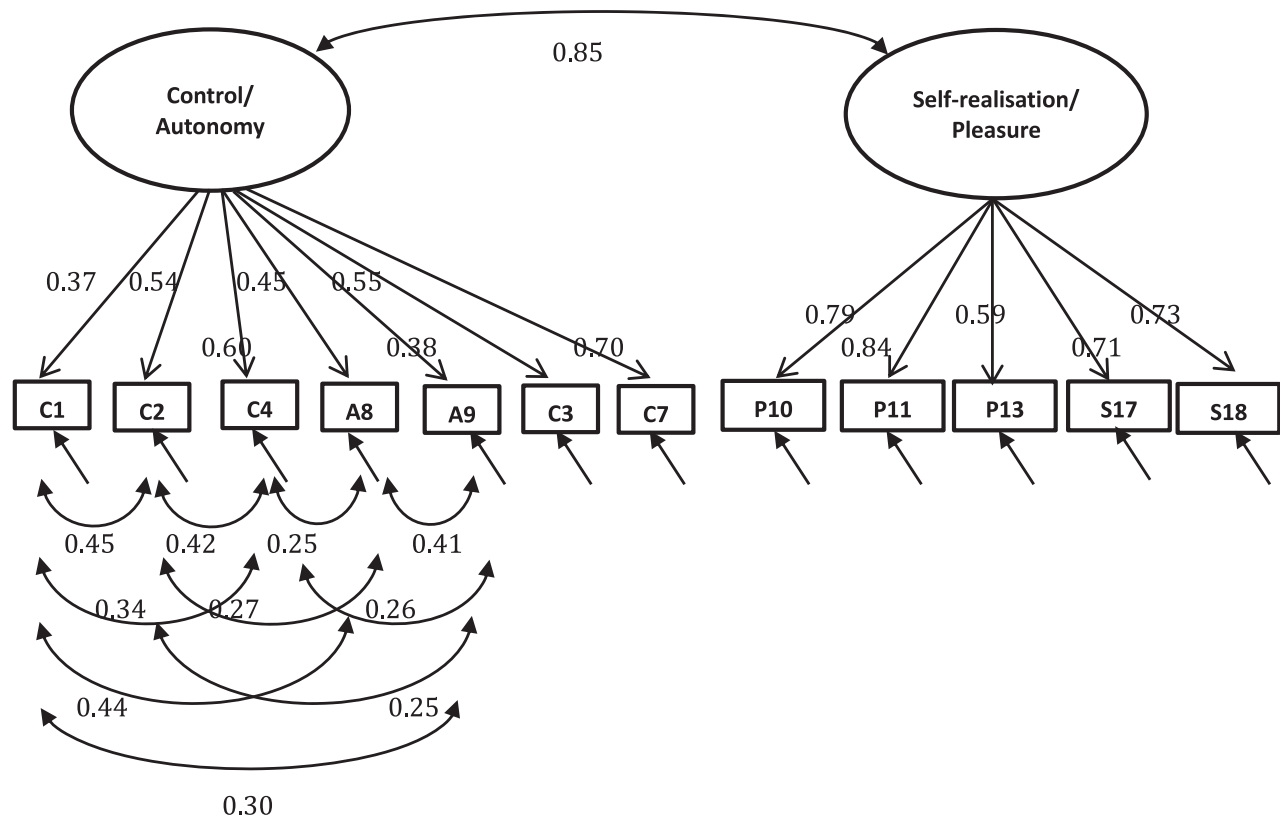 0.85
Control/
Autonomy
Self-realisation/
Pleasure
0.37 0.54 0.45 0.55
0.79 0.59 0.73
0.60 0.38 0.70 0.84 0.71
C1 C2 C4 A8 A9 C3 C7 P10 P11 P13 S17 S18
0.45 0.42 0.25 0.41
0.34 0.27 0.26
0.44 0.25
0.30